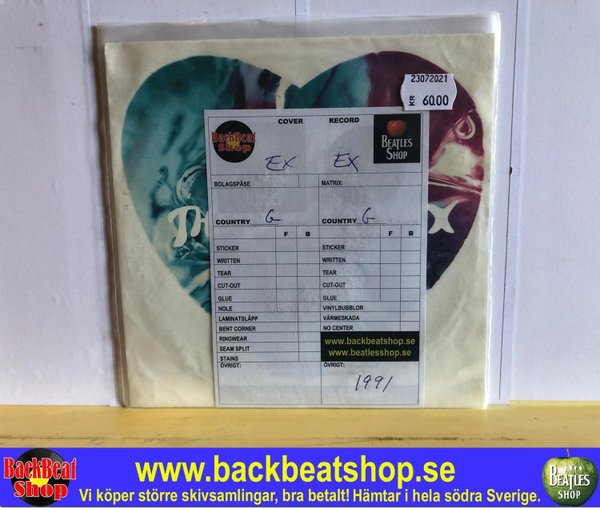 23072021
KR 60.00
COVER RECORD
BackBeat Shop
BEATLES SHOP
EX EX
BOLAGSPÅSE MATRIX:
TH X
COUNTRY G COUNTRY G
F B F B
STICKER STICKER
WRITTEN WRITTEN
TEAR TEAR
CUT-OUT CUT-OUT
GLUE GLUE
HOLE VINYLBUBBLOR
LAMINATSLÄPP VÄRMESKADA
BENT CORNER NO CENTER
RINGWEAR www.backbeatshop.se
SEAM SPLIT www.beatlesshop.se
STAINS
ÖVRIGT: ÖVRIGT:
1991
BackBeat Shop
www.backbeatshop.se
Vi köper större skivsamlingar, bra betalt! Hämtar i hela södra Sverige.
BEATLES SHOP